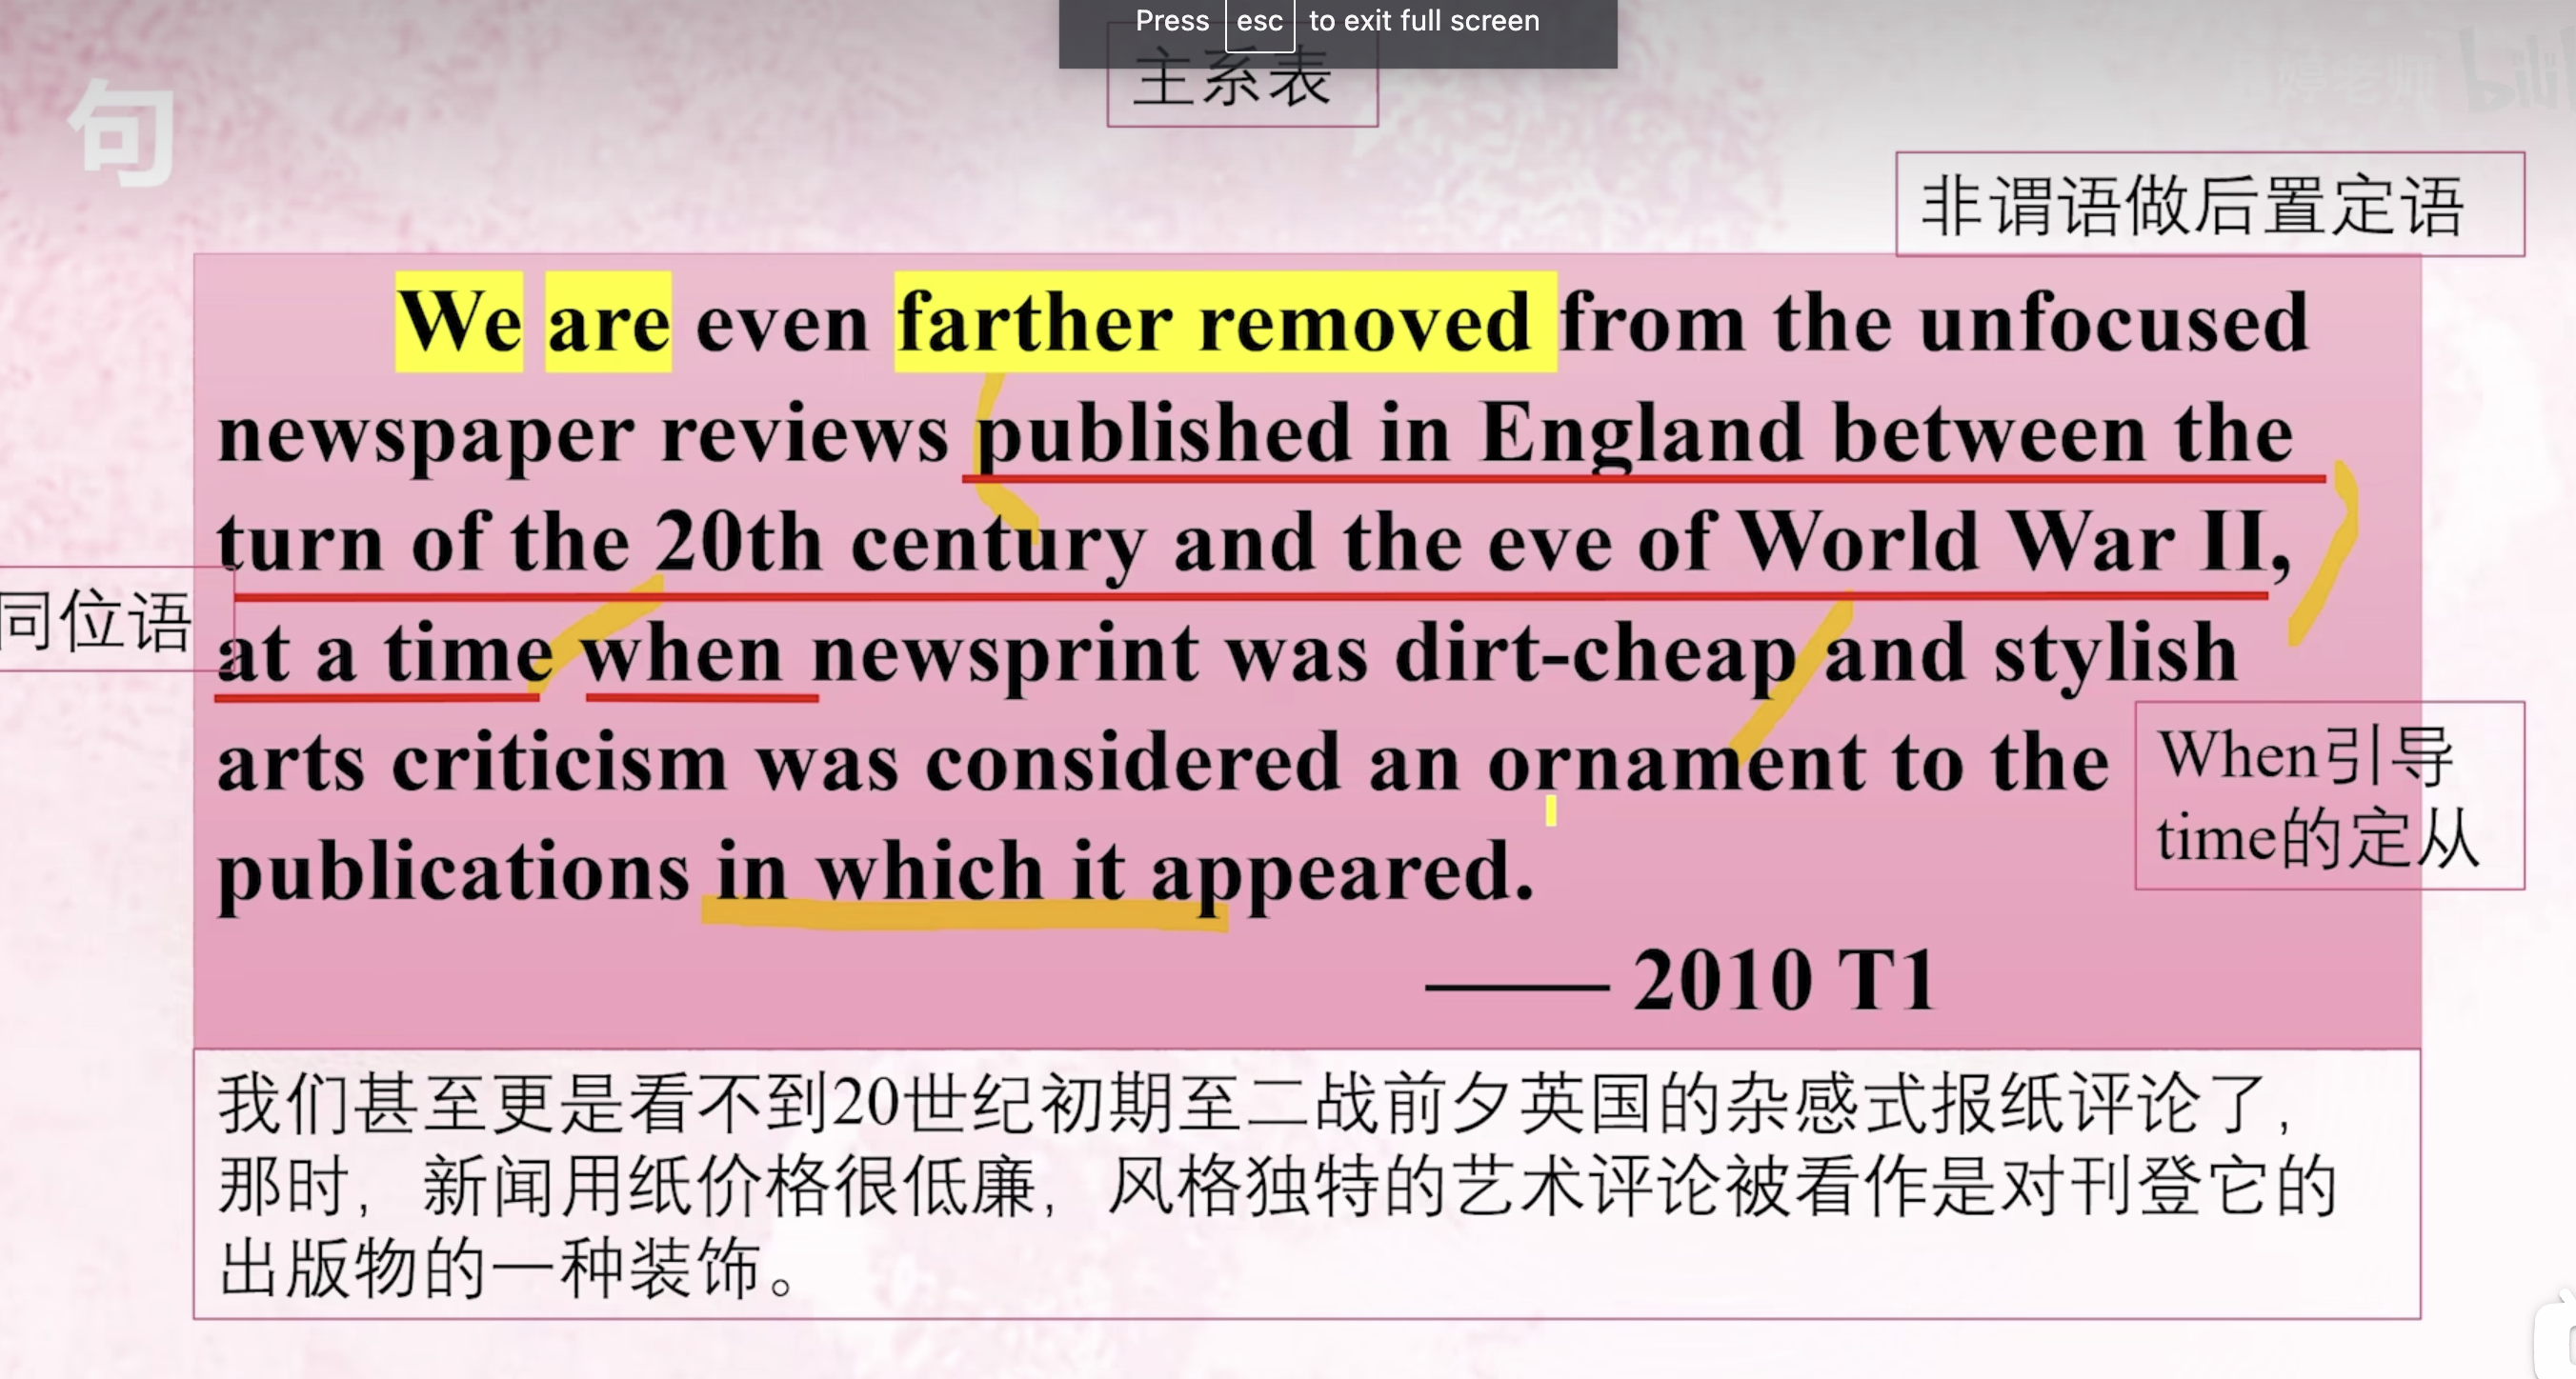 Press esc to exit full screen
主系表
句
非谓语做后置定语
We are even farther removed from the unfocused
newspaper reviews published in England between the
turn of the 20th century and the eve of World War II,
同位语
at a time when newsprint was dirt-cheap and stylish
arts criticism was considered an ornament to the
When引导
time的定从
publications in which it appeared.
—— 2010 T1
我们甚至更是看不到20世纪初期至二战前夕英国的杂感式报纸评论了，
那时，新闻用纸价格很低廉，风格独特的艺术评论被看作是对刊登它的
出版物的一种装饰。